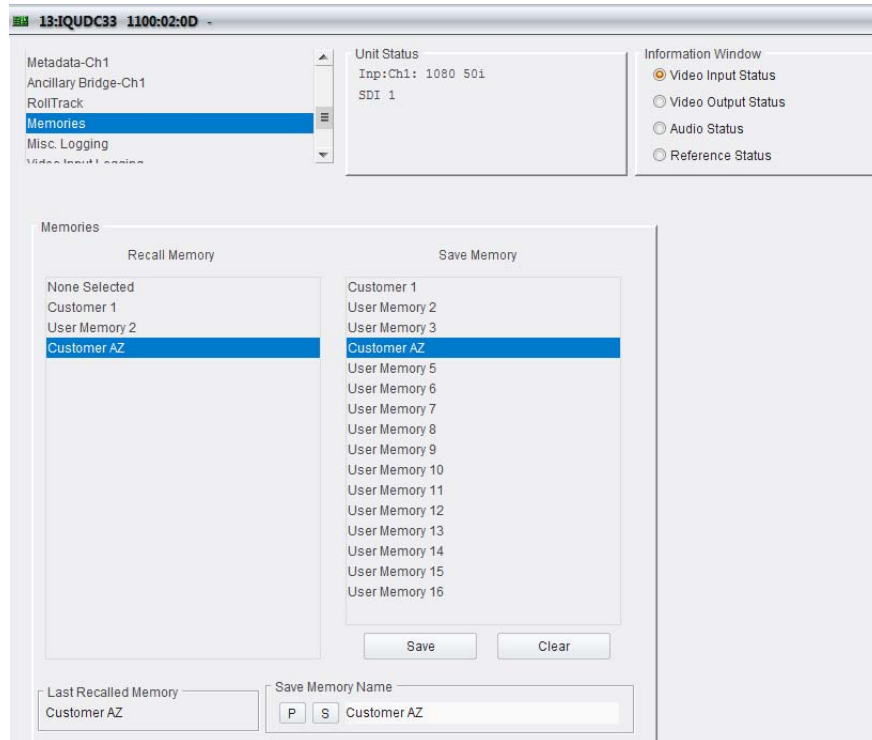 13:IQUDC33 1100:02:0D -
Metadata-Ch1
Ancillary Bridge-Ch1
RollTrack
Memories
Misc. Logging
Video Input Logging
Unit Status
Inp:Ch1: 1080 50i
SDI 1
Information Window
Video Input Status
Video Output Status
Audio Status
Reference Status
Memories
Recall Memory
None Selected
Customer 1
User Memory 2
Customer AZ
Save Memory
Customer 1
User Memory 2
User Memory 3
Customer AZ
User Memory 5
User Memory 6
User Memory 7
User Memory 8
User Memory 9
User Memory 10
User Memory 11
User Memory 12
User Memory 13
User Memory 14
User Memory 15
User Memory 16
Save
Clear
Last Recalled Memory
Customer AZ
Save Memory Name
P
S
Customer AZ